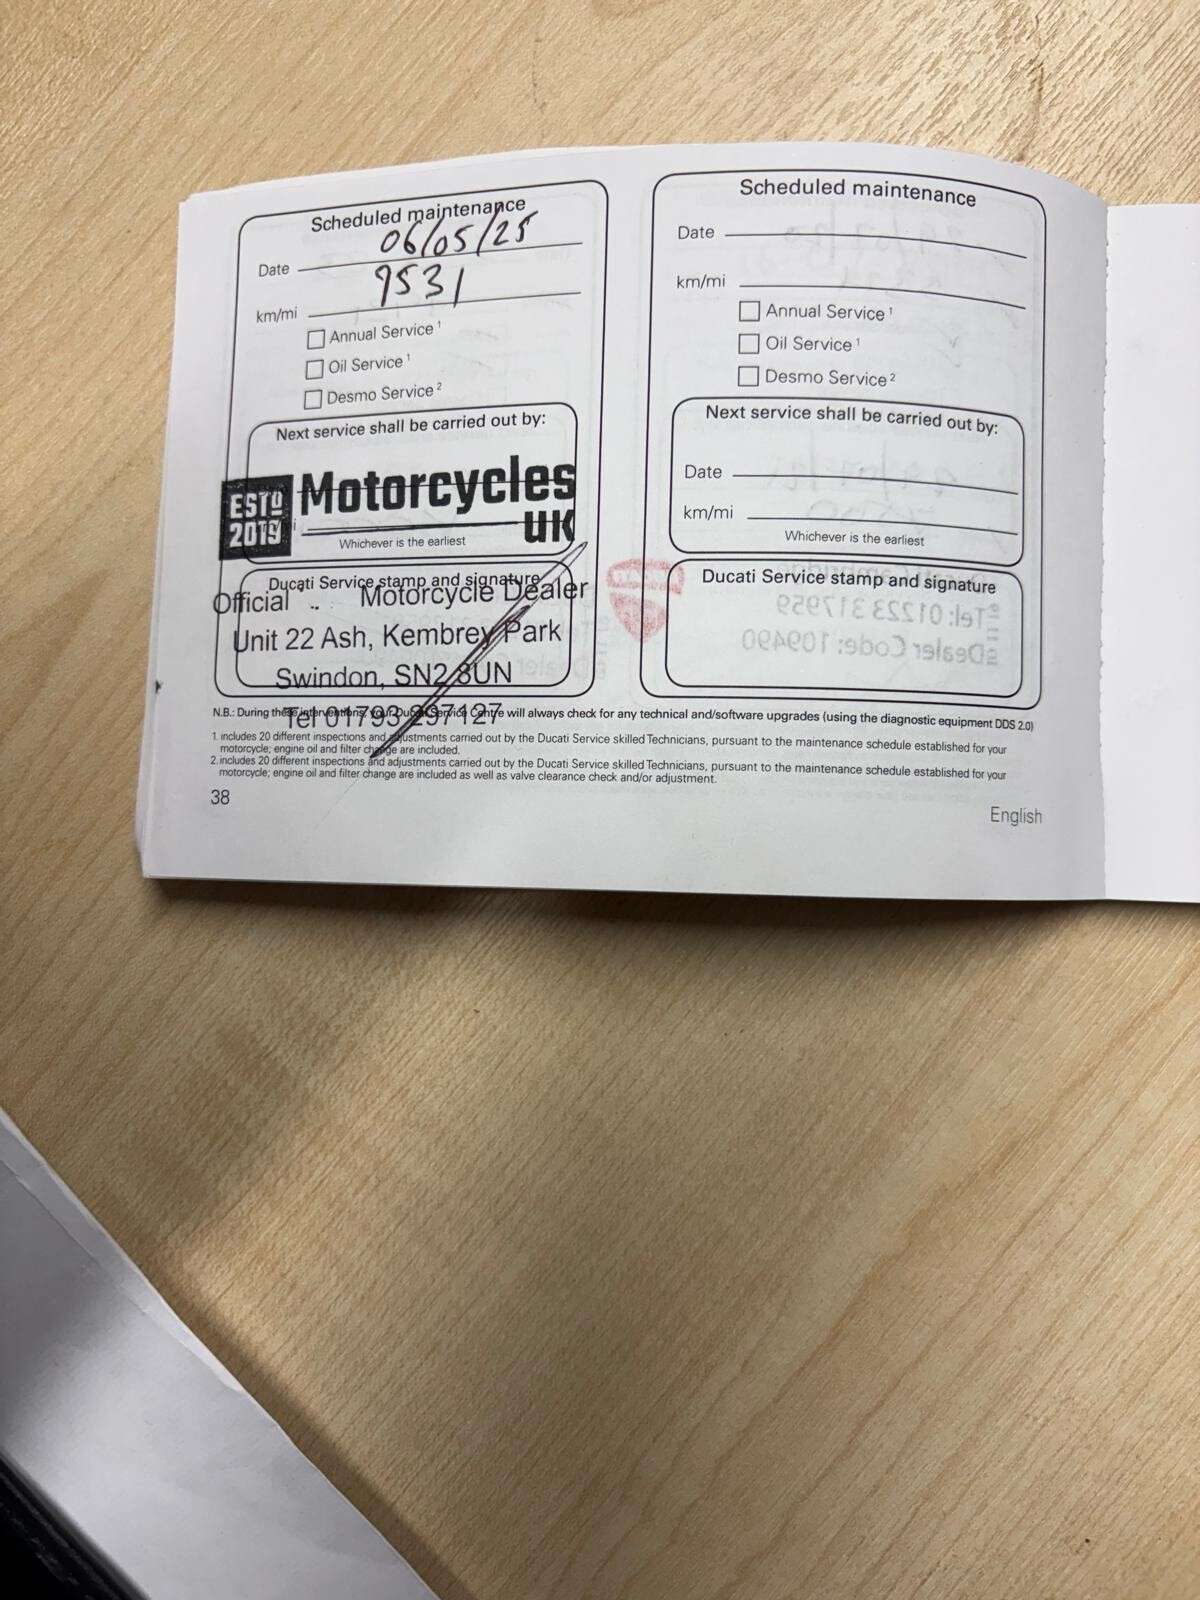 Scheduled maintenance
Date 06/05/25
km/mi 9531
Annual Service 1
Oil Service 1
Desmo Service 2
Next service shall be carried out by:
ESTD 2019 Motorcycles UK
Whichever is the earliest
Ducati Service stamp and signature
Official Motorcycle Dealer
Unit 22 Ash, Kembrey Park
Swindon, SN2 8UN
Tel 01793 237127
Scheduled maintenance
Date
km/mi
Annual Service 1
Oil Service 1
Desmo Service 2
Next service shall be carried out by:
Date
km/mi
Whichever is the earliest
Ducati Service stamp and signature
Tel: 01223 317959
Dealer Code: 109490
N.B.: During these interventions, your Ducati Service Centre will always check for any technical and/software upgrades (using the diagnostic equipment DDS 2.0)
1. includes 20 different inspections and adjustments carried out by the Ducati Service skilled Technicians, pursuant to the maintenance schedule established for your
motorcycle; engine oil and filter change are included.
2. includes 20 different inspections and adjustments carried out by the Ducati Service skilled Technicians, pursuant to the maintenance schedule established for your
motorcycle; engine oil and filter change are included as well as valve clearance check and/or adjustment.
38
English